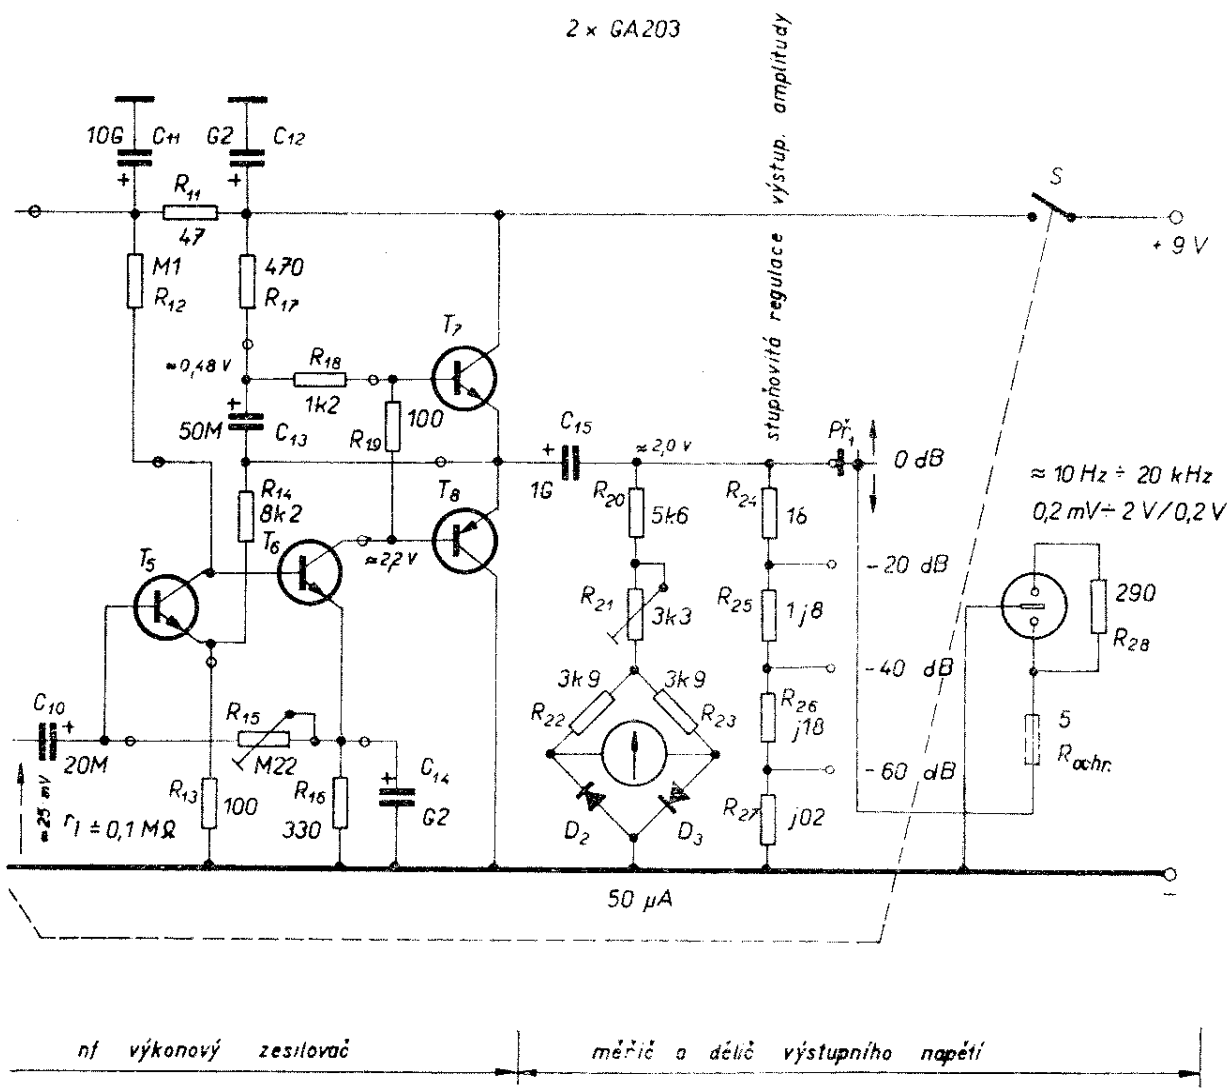 2 x GA203
stupňovitá regulace výstup. amplitudy
10G C11
G2 C12
R11
47
S
+ 9 V
M1
R12
470
R17
T7
≈0,48 V
R18
1k2
100
R19
50M
C13
C15
1G
≈2,0 V
Př.1
0 dB
≈ 10 Hz ÷ 20 kHz
0,2 mV ÷ 2 V / 0,2 V
R14
8k2
T8
R20
5k6
R24
16
T5
T6
≈2,2 V
-20 dB
R21
3k3
R25
1j8
290
R28
-40 dB
3k9
R22
3k9
R23
R26
j18
C10
20M
R15
M22
C14
G2
5
Rochr.
-60 dB
≈25 mV
r1 ≐ 0,1 MΩ
R13
100
R16
330
D2
D3
R27
j02
50 μA
-
nf výkonový zesilovač
měřič a dělič výstupního napětí